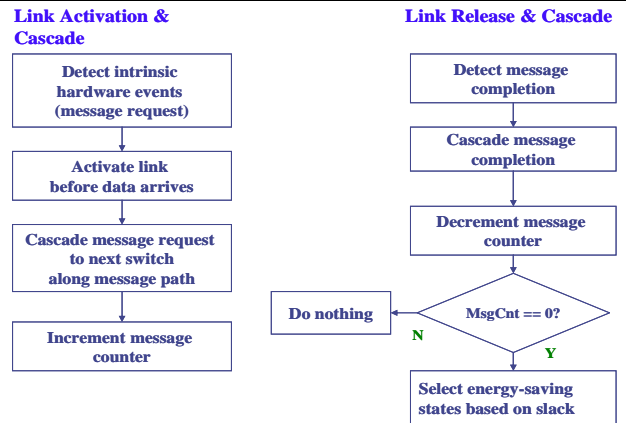 Link Activation &
Cascade
Detect intrinsic
hardware events
(message request)
Activate link
before data arrives
Cascade message request
to next switch
along message path
Increment message
counter
Link Release & Cascade
Detect message
completion
Cascade message
completion
Decrement message
counter
MsgCnt == 0?
Do nothing
N
Y
Select energy-saving
states based on slack